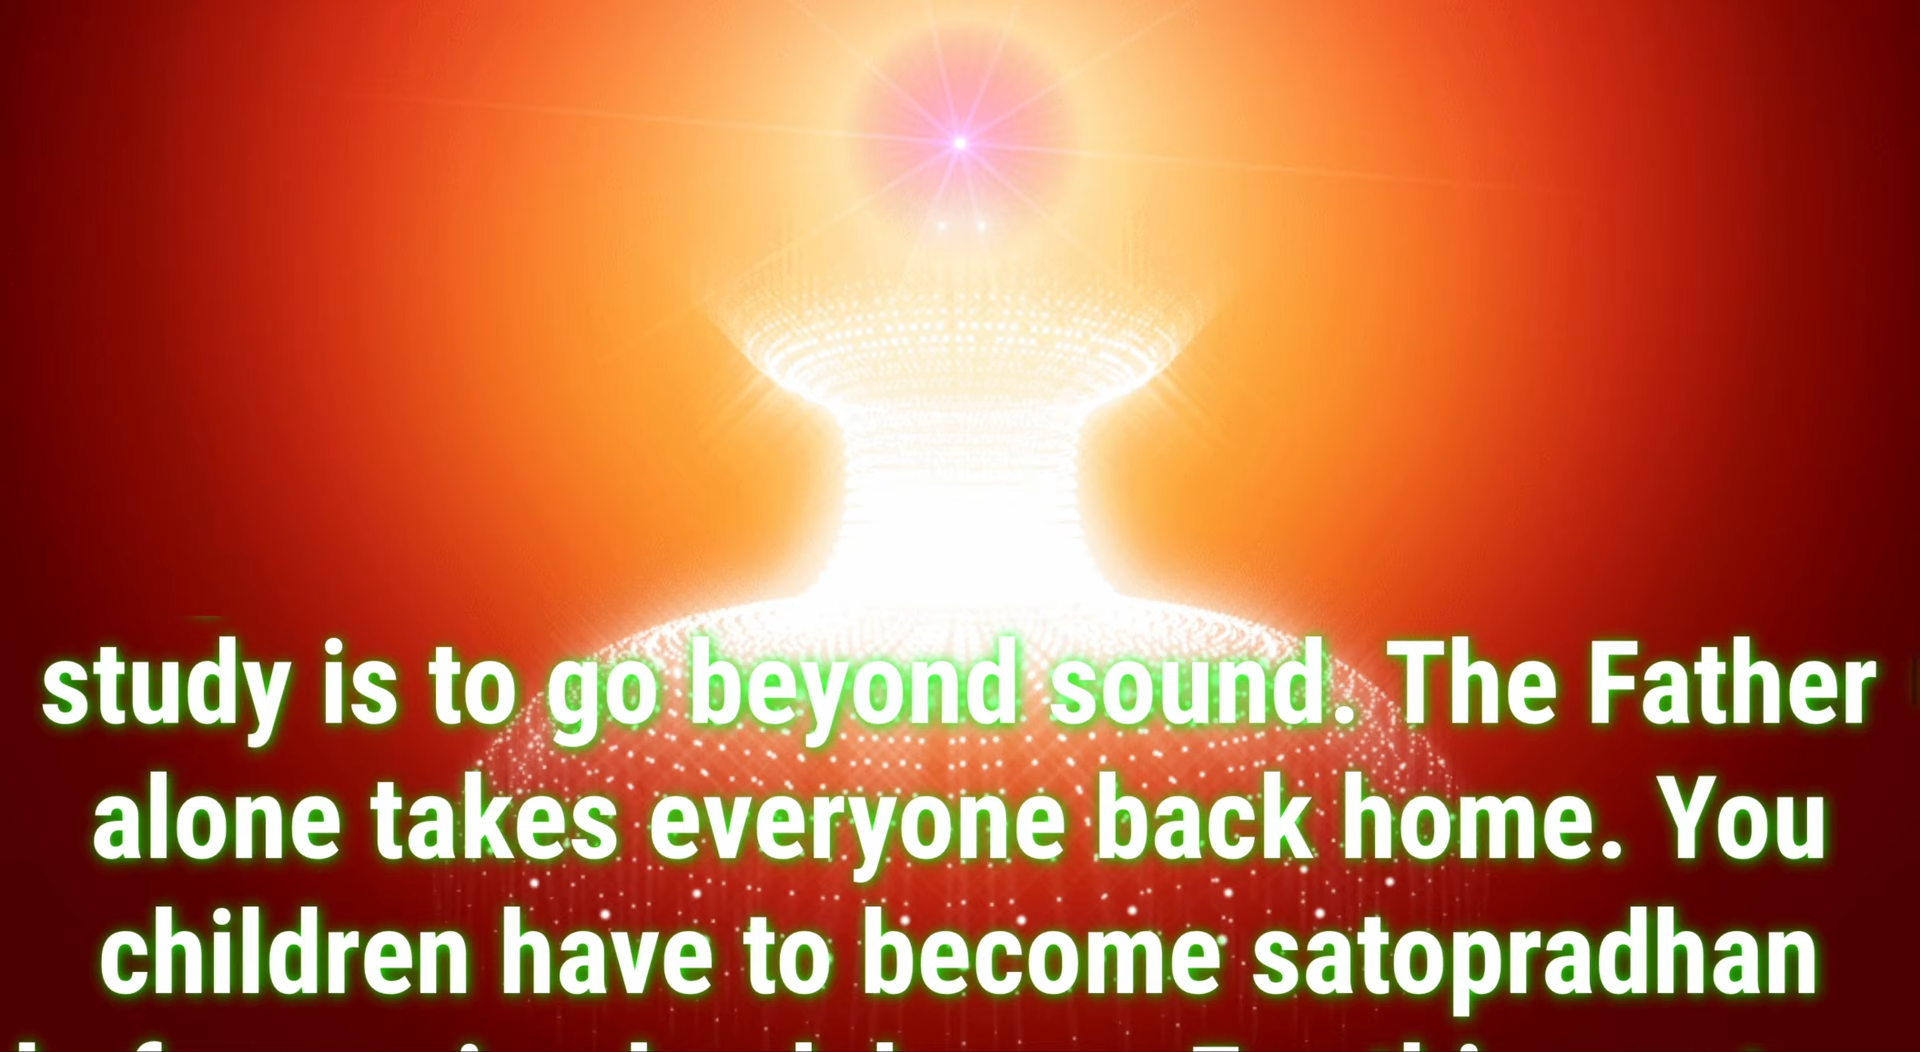 study is to go beyond sound. The Father
alone takes everyone back home. You
children have to become satopradhan